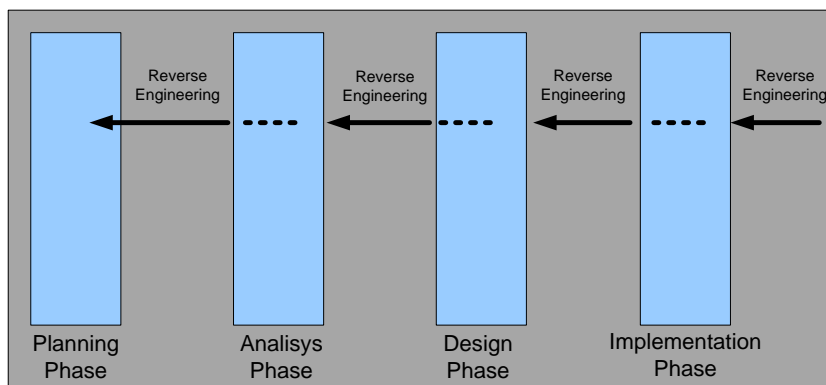 Reverse
Engineering
Reverse
Engineering
Reverse
Engineering
Reverse
Engineering
Planning
Phase
Analisys
Phase
Design
Phase
Implementation
Phase